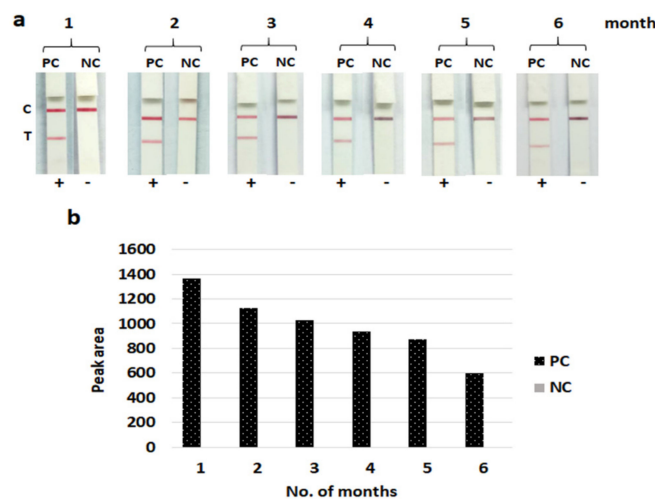 a
1 2 3 4 5 6 month
PC NC PC NC PC NC PC NC PC NC PC NC
C
T
+ - + - + - + - + - + -
b
1600
1400
1200
1000
800
600
400
200
0
Peak area
1 2 3 4 5 6
No. of months
PC
NC